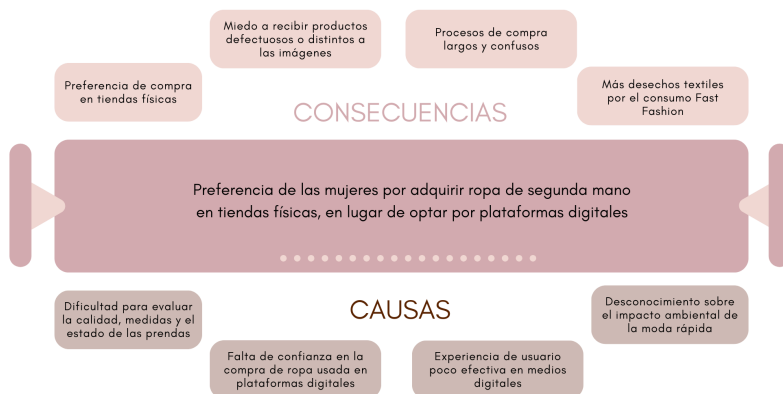 Miedo a recibir productos
defectuosos o distintos a
las imágenes
Procesos de compra
largos y confusos
Preferencia de compra
en tiendas físicas
Más desechos textiles
por el consumo Fast
Fashion
CONSECUENCIAS
Preferencia de las mujeres por adquirir ropa de segunda mano
en tiendas físicas, en lugar de optar por plataformas digitales
Dificultad para evaluar
la calidad, medidas y el
estado de las prendas
CAUSAS
Desconocimiento sobre
el impacto ambiental de
la moda rápida
Falta de confianza en la
compra de ropa usada en
plataformas digitales
Experiencia de usuario
poco efectiva en medios
digitales